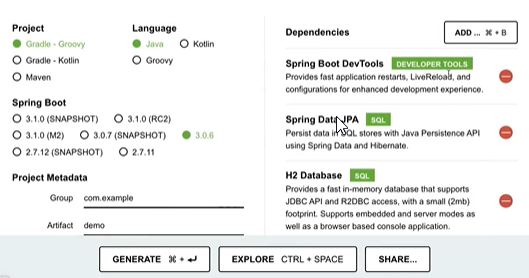 Project
Language
Gradle - Groovy
Java
Kotlin
Gradle - Kotlin
Groovy
Maven
Spring Boot
3.1.0 (SNAPSHOT)
3.1.0 (RC2)
3.1.0 (M2)
3.0.7 (SNAPSHOT)
3.0.6
2.7.12 (SNAPSHOT)
2.7.11
Project Metadata
Group
com.example
Artifact
demo
Dependencies
ADD ... ⌘ + B
Spring Boot DevTools
DEVELOPER TOOLS
Provides fast application restarts, LiveReload, and
configurations for enhanced development experience.
Spring Data JPA
SQL
Persist data in SQL stores with Java Persistence API
using Spring Data and Hibernate.
H2 Database
SQL
Provides a fast in-memory database that supports
JDBC API and R2DBC access, with a small (2mb)
footprint. Supports embedded and server modes as
well as a browser based console application.
GENERATE ⌘ + ↵
EXPLORE CTRL + SPACE
SHARE...